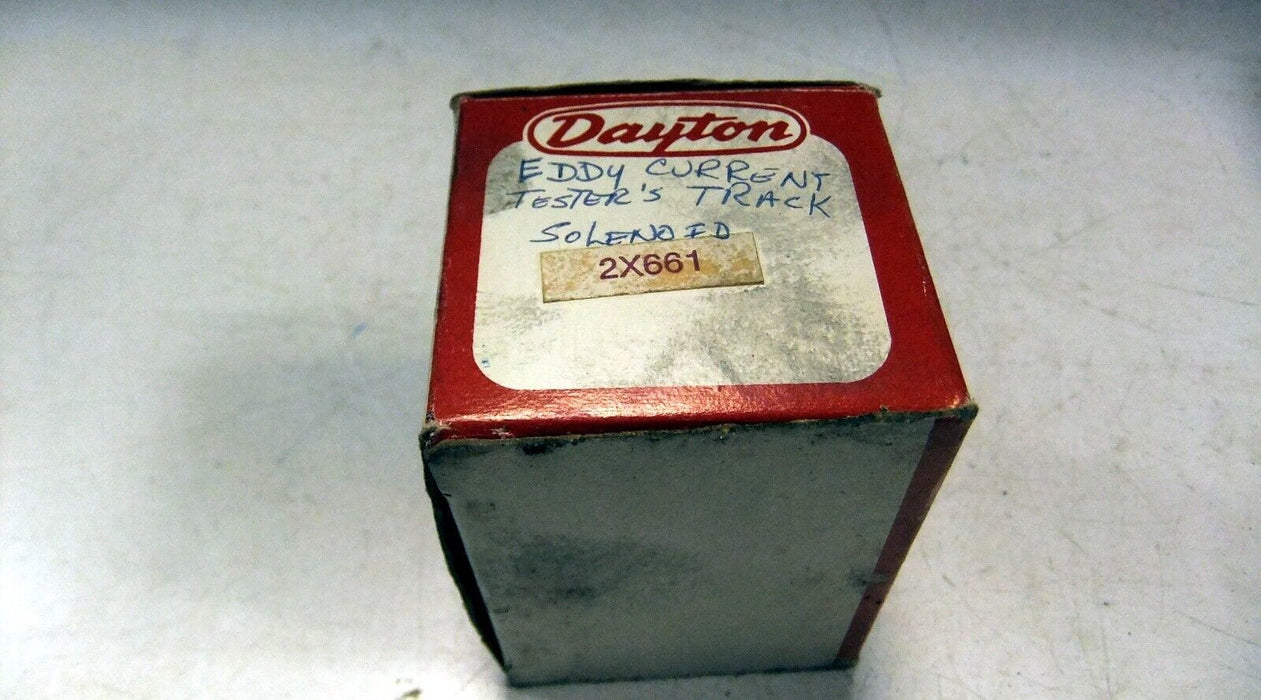 Dayton
EDDY CURRENT
TESTER'S TRACK
SOLENOID
2X661